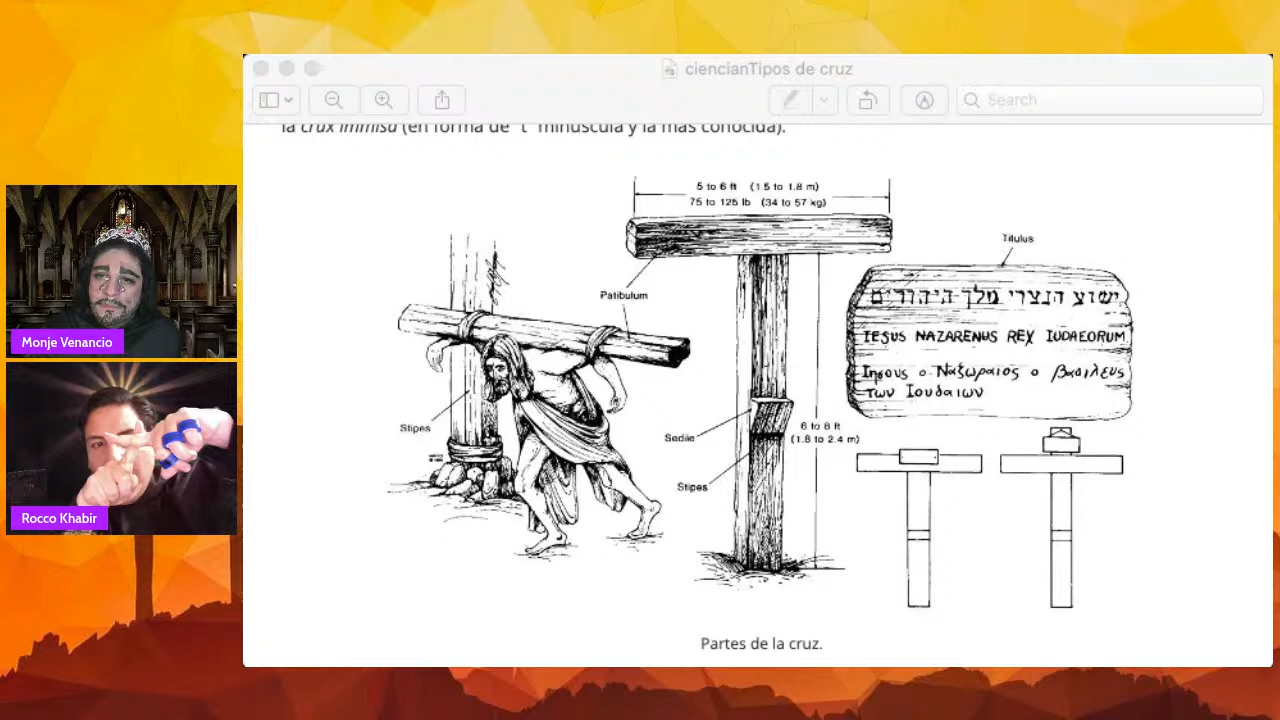 ciencianTipos de cruz
Search
la crux immisa (en forma de "t" minúscula y la más conocida).
5 to 6 ft (1.5 to 1.8 m)
75 to 125 lb (34 to 57 kg)
Titulus
Patibulum
ישוע הנצרי מלך היהודים
IESUS NAZARENUS REX IUDAEORUM
Ιησους ο Ναζωραιος ο βασιλευς
των Ιουδαιων
Stipes
Sedile
6 to 8 ft
(1.8 to 2.4 m)
Stipes
Partes de la cruz.
Monje Venancio
Rocco Khabir